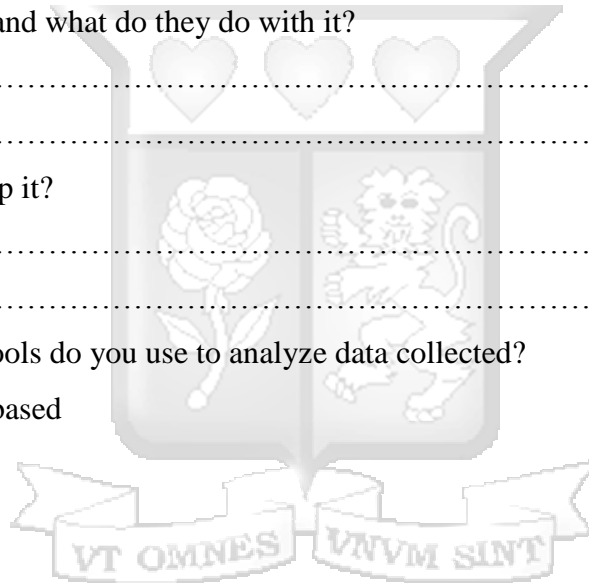 and what do they do with it?
……………………………………………………
……………………………………………………
p it?
……………………………………………………
……………………………………………………
ools do you use to analyze data collected?
based
VT OMNES VNVM SINT